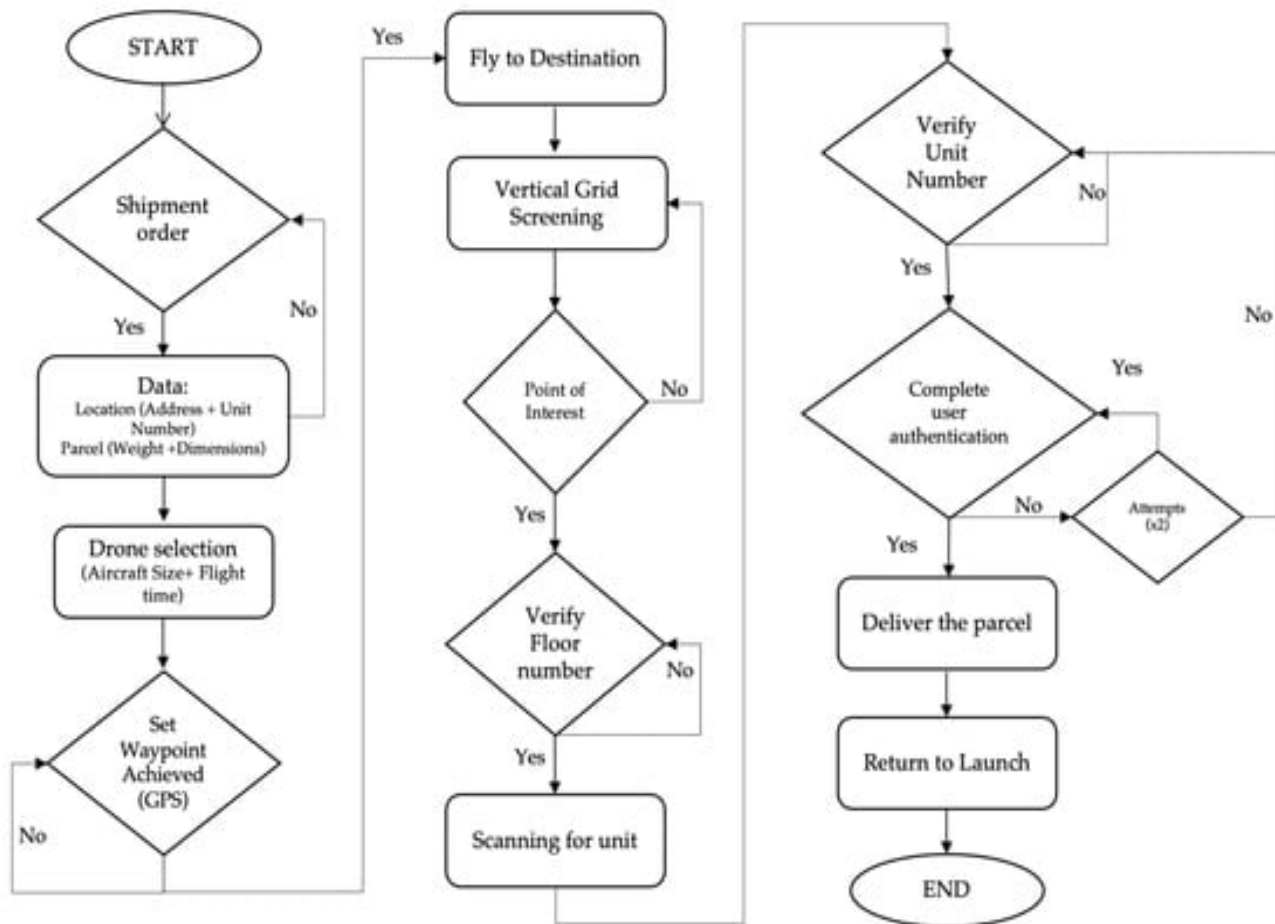 START
Shipment
order
No
Yes
Data:
Location (Address + Unit
Number)
Parcel (Weight +Dimensions)
Drone selection
(Aircraft Size+ Flight
time)
Set
Waypoint
Achieved
(GPS)
No
Yes
Fly to Destination
Vertical Grid
Screening
Point of
Interest
No
Yes
Verify
Floor
number
No
Yes
Scanning for unit
Verify
Unit
Number
No
Yes
Complete
user
authentication
Yes
No
Attempts
(x2)
No
Yes
Deliver the parcel
Return to Launch
END